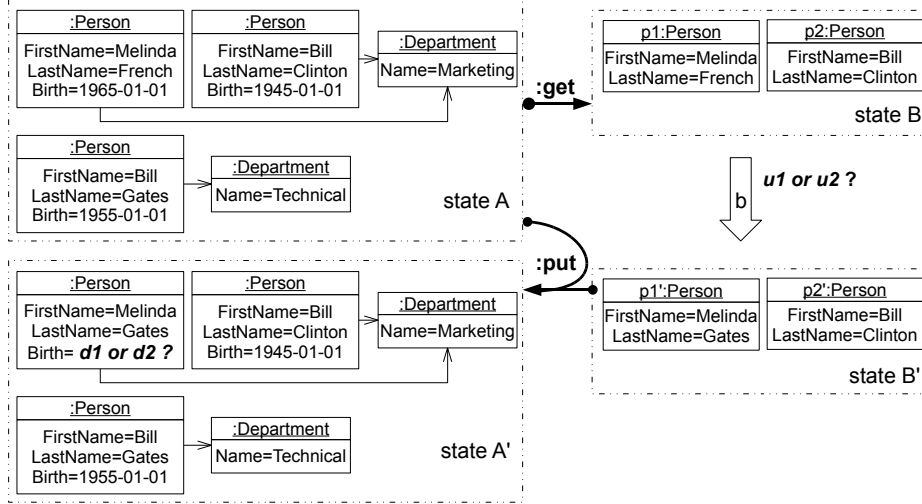 :Person
FirstName=Melinda
LastName=French
Birth=1965-01-01
:Person
FirstName=Bill
LastName=Clinton
Birth=1945-01-01
:Department
Name=Marketing
:Person
FirstName=Bill
LastName=Gates
Birth=1955-01-01
:Department
Name=Technical
state A
:get
p1:Person
FirstName=Melinda
LastName=French
p2:Person
FirstName=Bill
LastName=Clinton
state B
b
u1 or u2 ?
:put
:Person
FirstName=Melinda
LastName=Gates
Birth= d1 or d2 ?
:Person
FirstName=Bill
LastName=Clinton
Birth=1945-01-01
:Department
Name=Marketing
:Person
FirstName=Bill
LastName=Gates
Birth=1955-01-01
:Department
Name=Technical
state A'
p1':Person
FirstName=Melinda
LastName=Gates
p2':Person
FirstName=Bill
LastName=Clinton
state B'